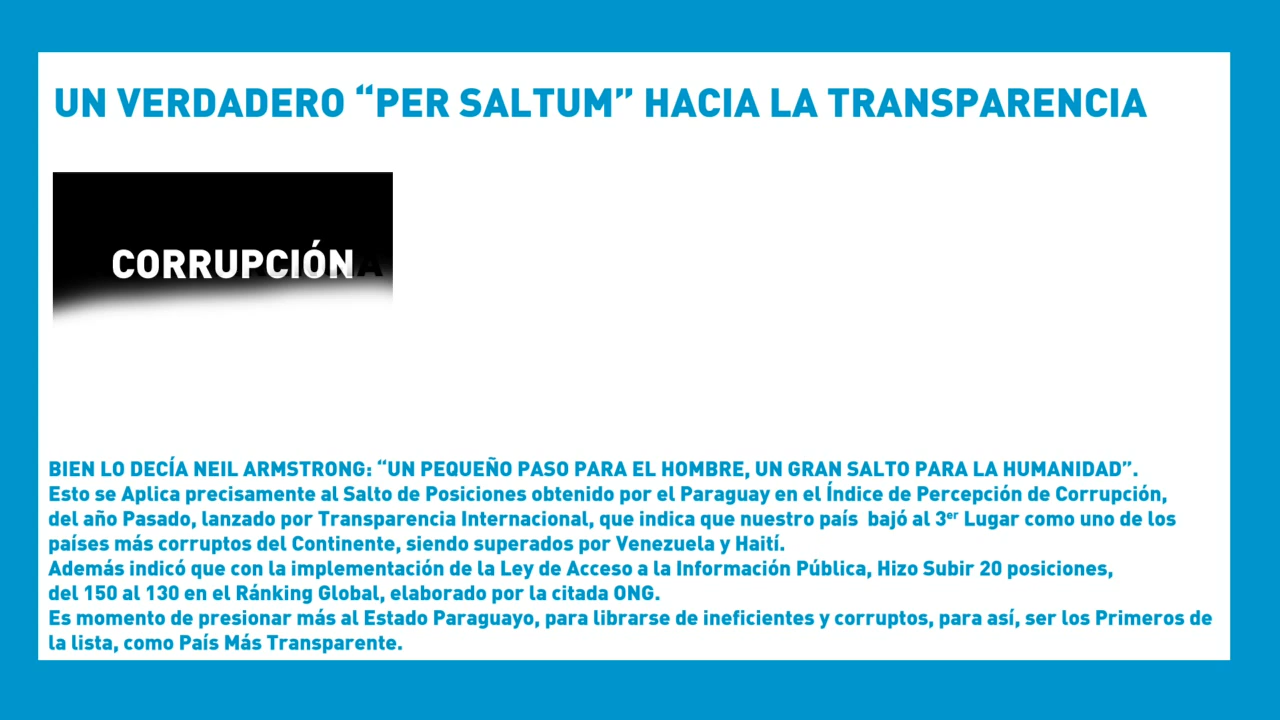 UN VERDADERO “PER SALTUM” HACIA LA TRANSPARENCIA
CORRUPCIÓN
BIEN LO DECÍA NEIL ARMSTRONG: “UN PEQUEÑO PASO PARA EL HOMBRE, UN GRAN SALTO PARA LA HUMANIDAD”.
Esto se Aplica precisamente al Salto de Posiciones obtenido por el Paraguay en el Índice de Percepción de Corrupción,
del año Pasado, lanzado por Transparencia Internacional, que indica que nuestro país bajó al 3er Lugar como uno de los
países más corruptos del Continente, siendo superados por Venezuela y Haití.
Además indicó que con la implementación de la Ley de Acceso a la Información Pública, Hizo Subir 20 posiciones,
del 150 al 130 en el Ránking Global, elaborado por la citada ONG.
Es momento de presionar más al Estado Paraguayo, para librarse de ineficientes y corruptos, para así, ser los Primeros de
la lista, como País Más Transparente.